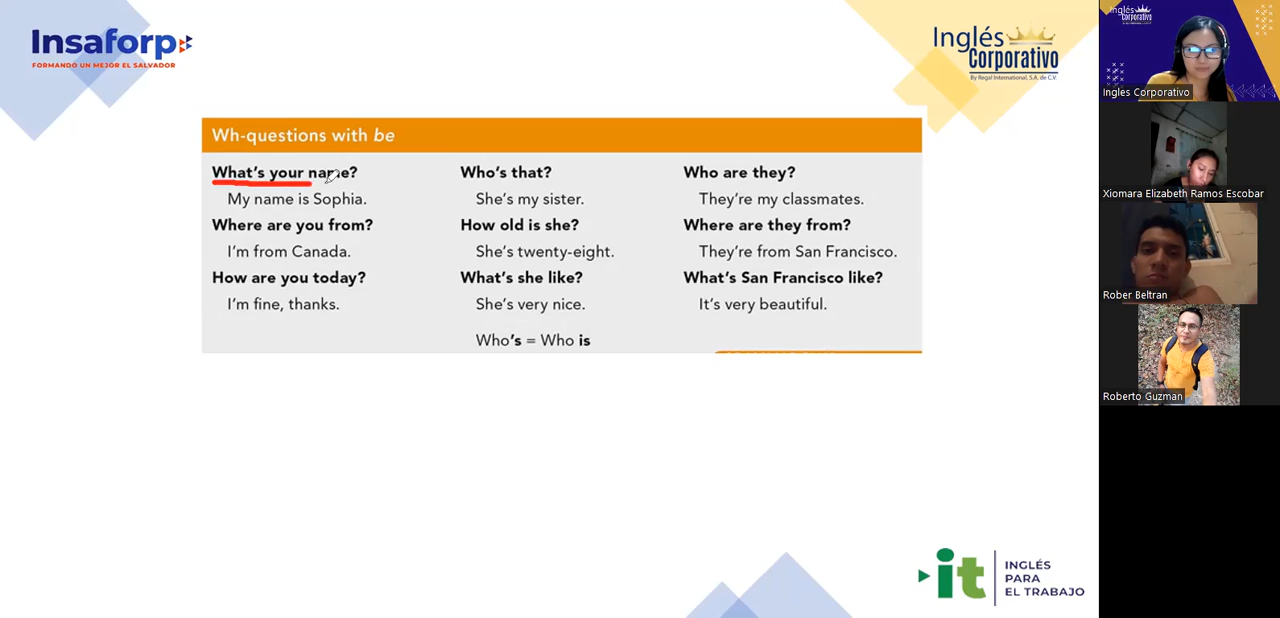 Insaforp
FORMANDO UN MEJOR EL SALVADOR
Inglés
Corporativo
By Regal International, S.A. de C.V.
Wh-questions with be
What's your name?
My name is Sophia.
Where are you from?
I'm from Canada.
How are you today?
I'm fine, thanks.
Who's that?
She's my sister.
How old is she?
She's twenty-eight.
What's she like?
She's very nice.
Who's = Who is
Who are they?
They're my classmates.
Where are they from?
They're from San Francisco.
What's San Francisco like?
It's very beautiful.
it
INGLÉS
PARA
EL TRABAJO
Inglés
Corporativo
Ingles Corporativo
Xiomara Elizabeth Ramos Escobar
Rober Beltran
Roberto Guzman